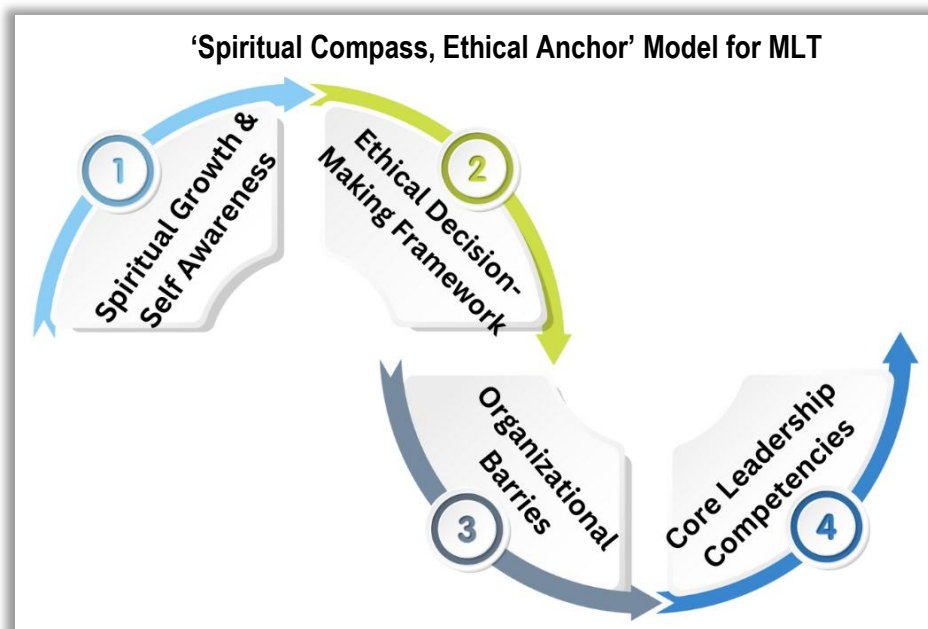 ‘Spiritual Compass, Ethical Anchor’ Model for MLT
1
Spiritual Growth &
Self Awareness
2
Ethical Decision-
Making Framework
3
Organizational
Barries
4
Core Leadership
Competencies